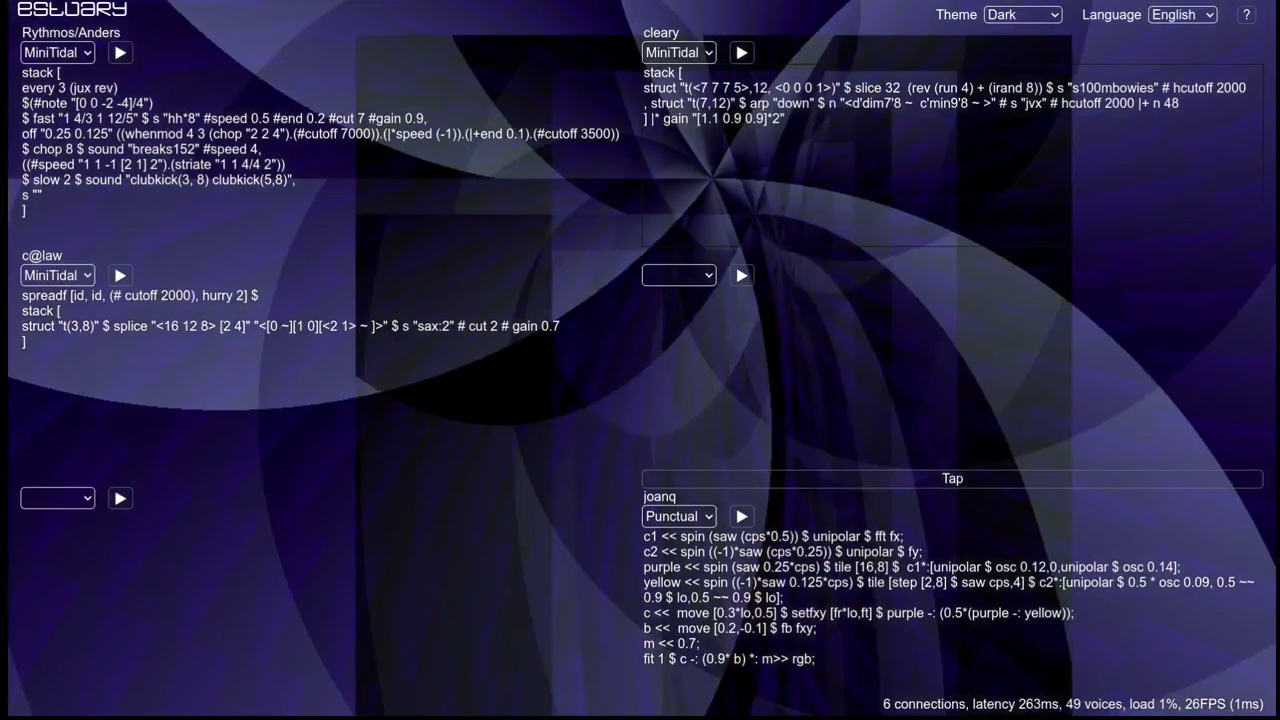 estuary
Theme Dark Language English ?
Rythmos/Anders
MiniTidal
stack [
every 3 (jux rev)
$(#note "[0 0 -2 -4]/4")
$ fast "1 4/3 1 12/5" $ s "hh*8" #speed 0.5 #end 0.2 #cut 7 #gain 0.9,
off "0.25 0.125" ((whenmod 4 3 (chop "2 2 4").(#cutoff 7000)).(|*speed (-1)).(|+end 0.1).(#cutoff 3500))
$ chop 8 $ sound "breaks152" #speed 4,
((#speed "1 1 -1 [2 1] 2").(striate "1 1 4/4 2"))
$ slow 2 $ sound "clubkick(3, 8) clubkick(5,8)",
s ""
]
cleary
MiniTidal
stack [
struct "t(<7 7 7 5>,12, <0 0 0 1>)" $ slice 32  (rev (run 4) + (irand 8)) $ s "s100mbowies" # hcutoff 2000
, struct "t(7,12)" $ arp "down" $ n "<d'dim7'8 ~  c'min9'8 ~ >" # s "jvx" # hcutoff 2000 |+ n 48
] |* gain "[1.1 0.9 0.9]*2"
c@law
MiniTidal
spreadf [id, id, (# cutoff 2000), hurry 2] $
stack [
struct "t(3,8)" $ splice "<16 12 8> [2 4]" "<[0 ~][1 0][<2 1> ~ ]>" $ s "sax:2" # cut 2 # gain 0.7
]
Tap
joanq
Punctual
c1 << spin (saw (cps*0.5)) $ unipolar $ fft fx;
c2 << spin ((-1)*saw (cps*0.25)) $ unipolar $ fy;
purple << spin (saw 0.25*cps) $ tile [16,8] $  c1*:[unipolar $ osc 0.12,0,unipolar $ osc 0.14];
yellow << spin ((-1)*saw 0.125*cps) $ tile [step [2,8] $ saw cps,4] $ c2*:[unipolar $ 0.5 * osc 0.09, 0.5 ~~
0.9 $ lo,0.5 ~~ 0.9 $ lo];
c <<  move [0.3*lo,0.5] $ setfxy [fr*lo,ft] $ purple -: (0.5*(purple -: yellow));
b <<  move [0.2,-0.1] $ fb fxy;
m << 0.7;
fit 1 $ c -: (0.9* b) *: m>> rgb;
6 connections, latency 263ms, 49 voices, load 1%, 26FPS (1ms)